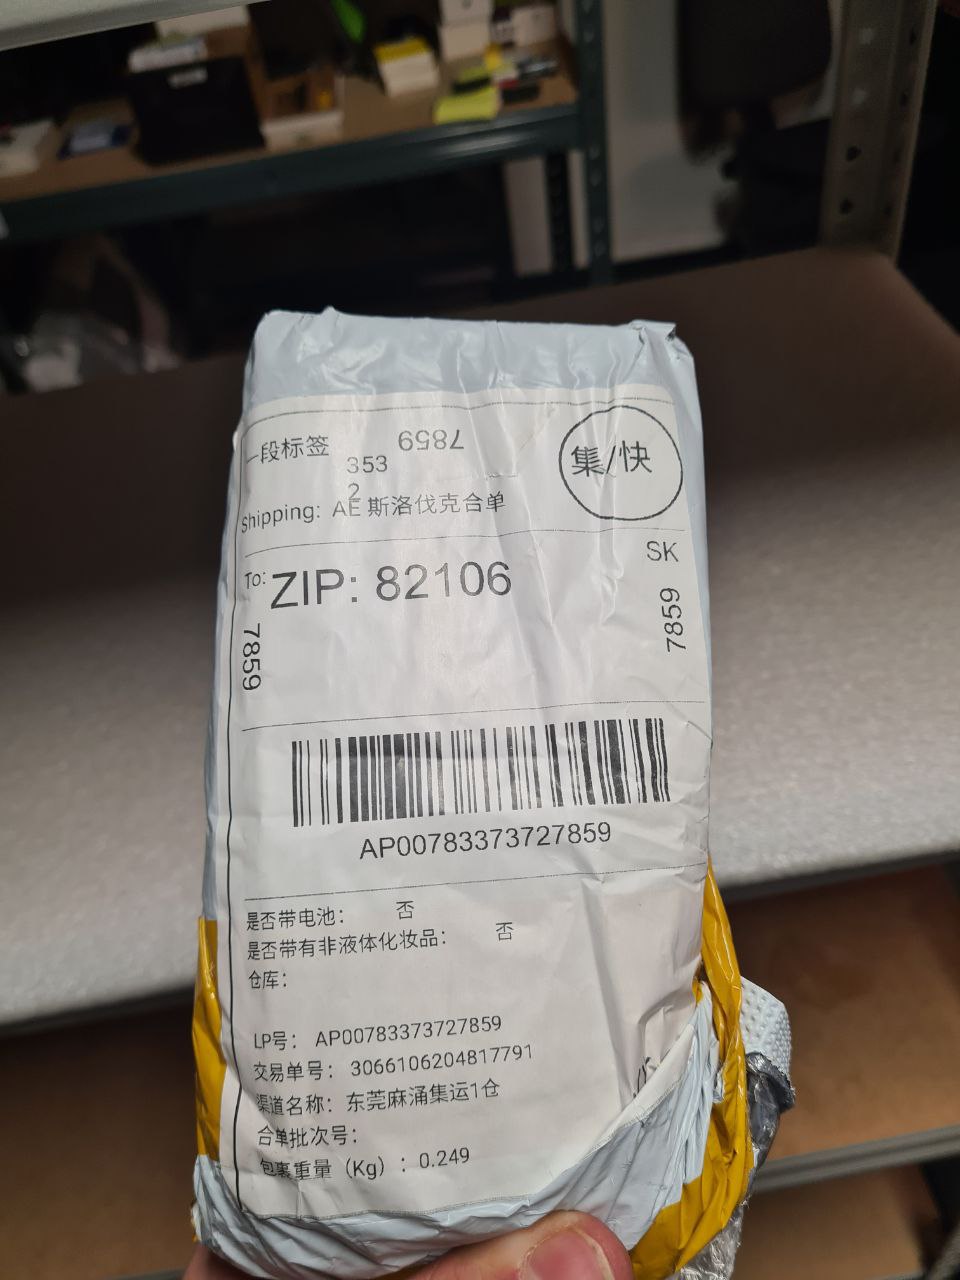 一段标签
7859
353
2
集/快
Shipping: AE 斯洛伐克合单
SK
To: ZIP: 82106
7859
7859
AP00783373727859
是否带电池： 否
是否带有非液体化妆品： 否
仓库：
LP号： AP00783373727859
交易单号： 3066106204817791
渠道名称： 东莞麻涌集运1仓
合单批次号：
包裹重量（Kg）：0.249